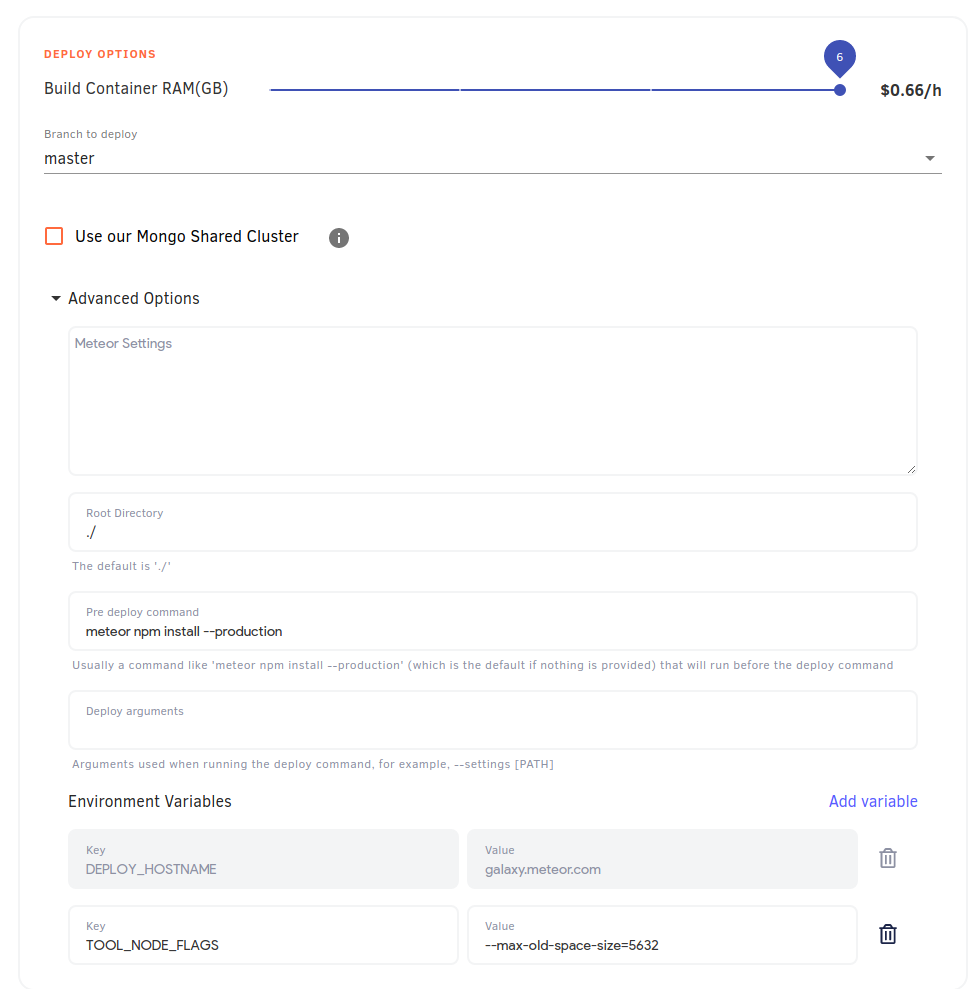 DEPLOY OPTIONS
6
Build Container RAM(GB)
$0.66/h
Branch to deploy
master
Use our Mongo Shared Cluster
i
Advanced Options
Meteor Settings
Root Directory
./
The default is './'
Pre deploy command
meteor npm install --production
Usually a command like 'meteor npm install --production' (which is the default if nothing is provided) that will run before the deploy command
Deploy arguments
Arguments used when running the deploy command, for example, --settings [PATH]
Environment Variables
Add variable
Key
DEPLOY_HOSTNAME
Value
galaxy.meteor.com
Key
TOOL_NODE_FLAGS
Value
--max-old-space-size=5632